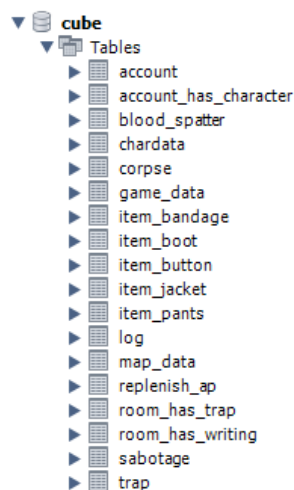 cube
Tables
account
account_has_character
blood_spatter
chardata
corpse
game_data
item_bandage
item_boot
item_button
item_jacket
item_pants
log
map_data
replenish_ap
room_has_trap
room_has_writing
sabotage
trap